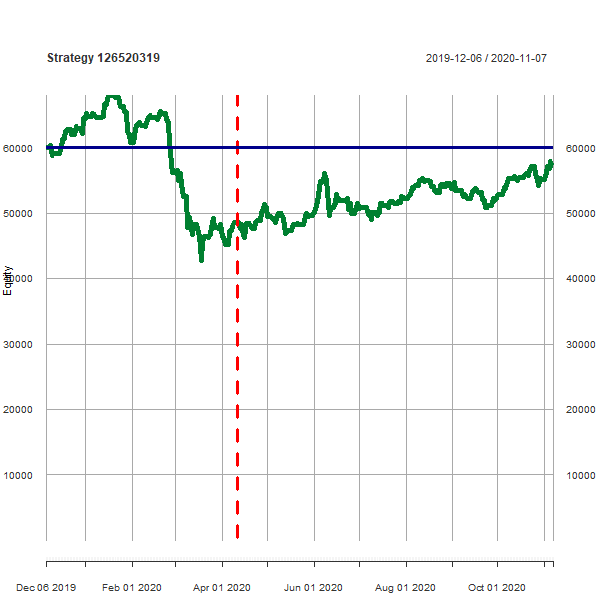 Strategy 126520319
2019-12-06 / 2020-11-07
60000
60000
50000
50000
40000
40000
Equity
30000
30000
20000
20000
10000
10000
Dec 06 2019
Feb 01 2020
Apr 01 2020
Jun 01 2020
Aug 01 2020
Oct 01 2020